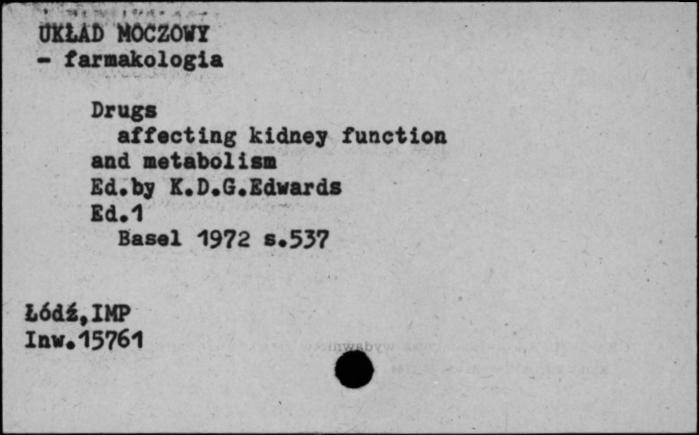 UKŁAD MOCZOWY
- farmakologia
Drugs
affecting kidney function
and metabolism
Ed.by K.D.G.Edwards
Ed.1
Basel 1972 s.537
Łódź,IMP
Inw.15761